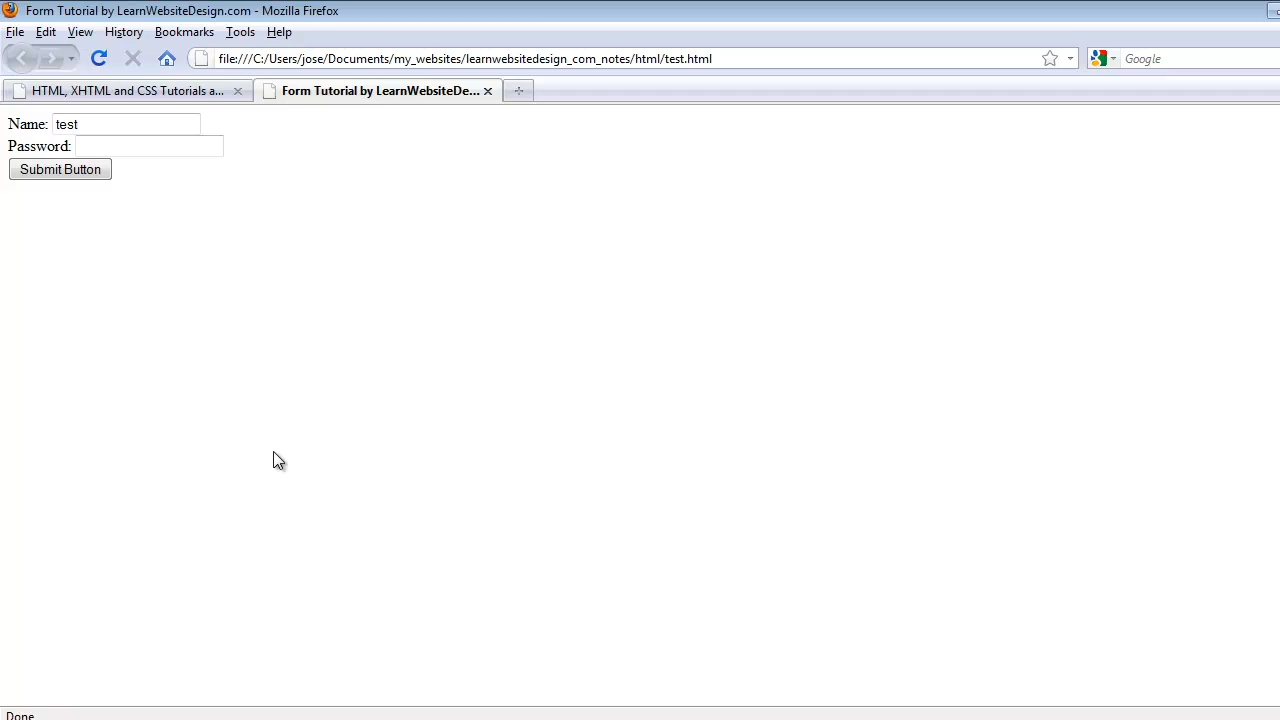 Form Tutorial by LearnWebsiteDesign.com - Mozilla Firefox
File Edit View History Bookmarks Tools Help
file:///C:/Users/jose/Documents/my_websites/learnwebsitedesign_com_notes/html/test.html Google
HTML, XHTML and CSS Tutorials a... Form Tutorial by LearnWebsiteDe...
Name: test
Password:
Submit Button
Done